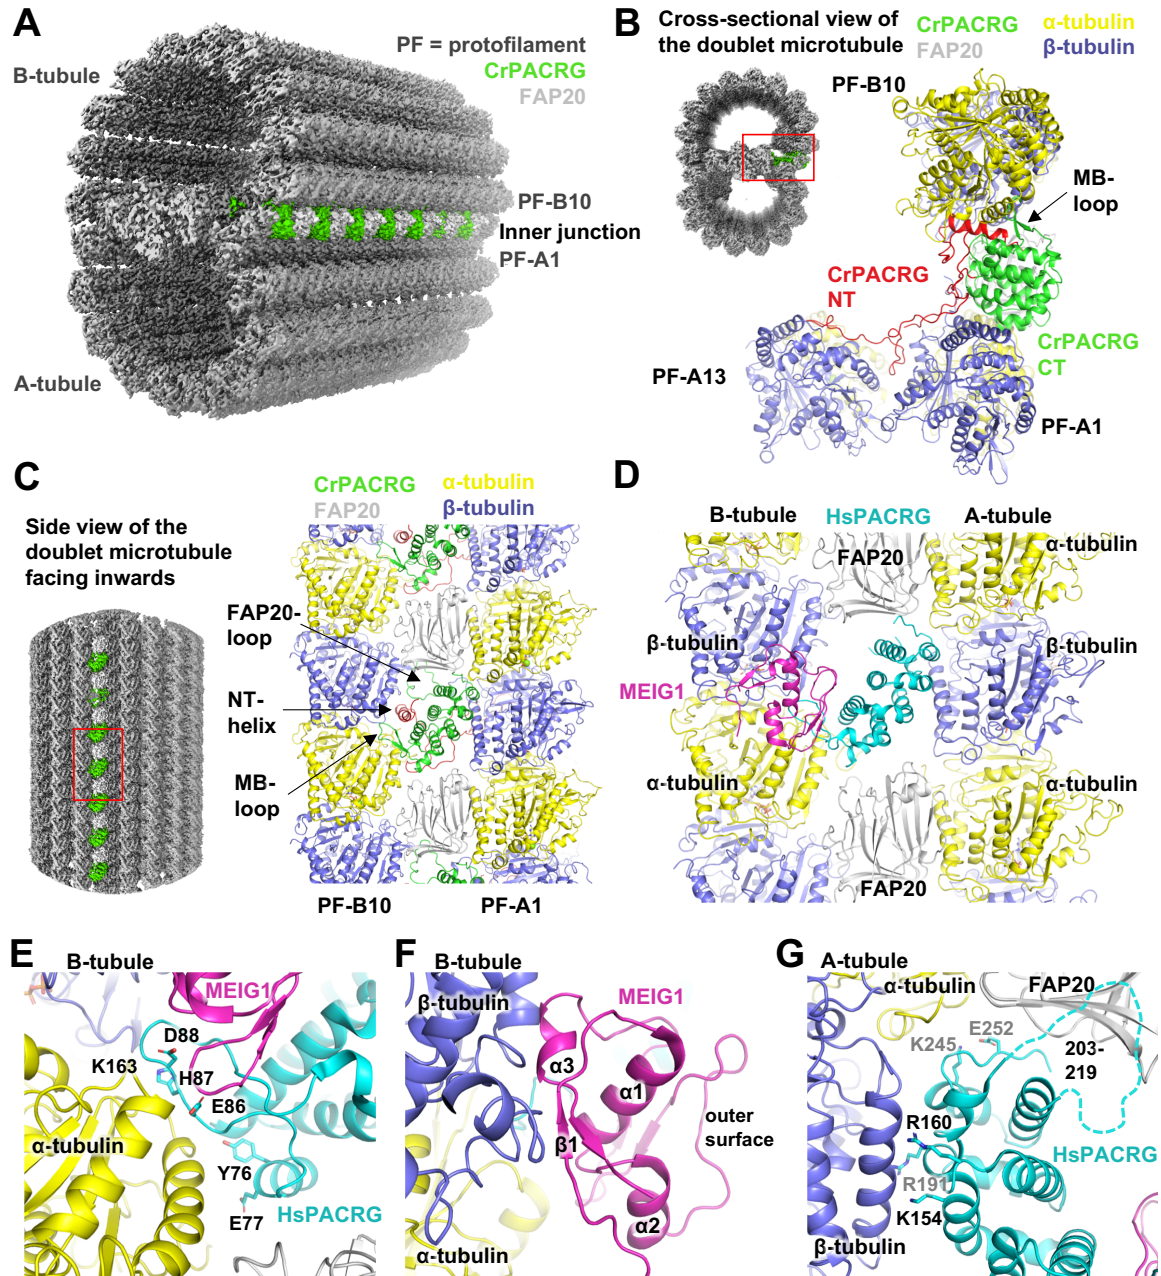 A
PF = protofilament
CrPACRG
FAP20
B-tubule
PF-B10
Inner junction
PF-A1
A-tubule
B
Cross-sectional view of
the doublet microtubule
CrPACRG
FAP20
α-tubulin
β-tubulin
PF-B10
MB-
loop
CrPACRG
NT
CrPACRG
CT
PF-A13
PF-A1
C
CrPACRG
FAP20
α-tubulin
β-tubulin
Side view of the
doublet microtubule
facing inwards
FAP20-
loop
NT-
helix
MB-
loop
PF-B10
PF-A1
D
B-tubule
HsPACRG
A-tubule
FAP20
α-tubulin
β-tubulin
β-tubulin
MEIG1
α-tubulin
α-tubulin
FAP20
E
B-tubule
MEIG1
D88
K163
H87
E86
α-tubulin
Y76
HsPACRG
E77
F
B-tubule
β-tubulin
MEIG1
α3
α1
β1
outer
surface
α2
α-tubulin
G
A-tubule
α-tubulin
FAP20
E252
K245
203-
219
R160
HsPACRG
R191
K154
β-tubulin